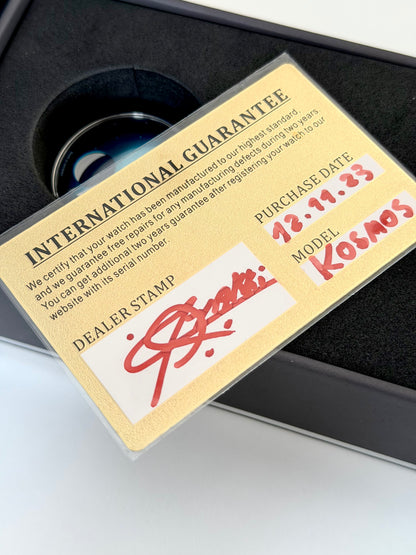 INTERNATIONAL GUARANTEE
We certify that your watch has been manufactured to our highest standard,
and we guarantee free repairs for any manufacturing defects during two years.
You can get additional two years guarantee after registering your watch to our
website with its serial number.
DEALER STAMP
PURCHASE DATE
12.11.23
MODEL
KOSMOS